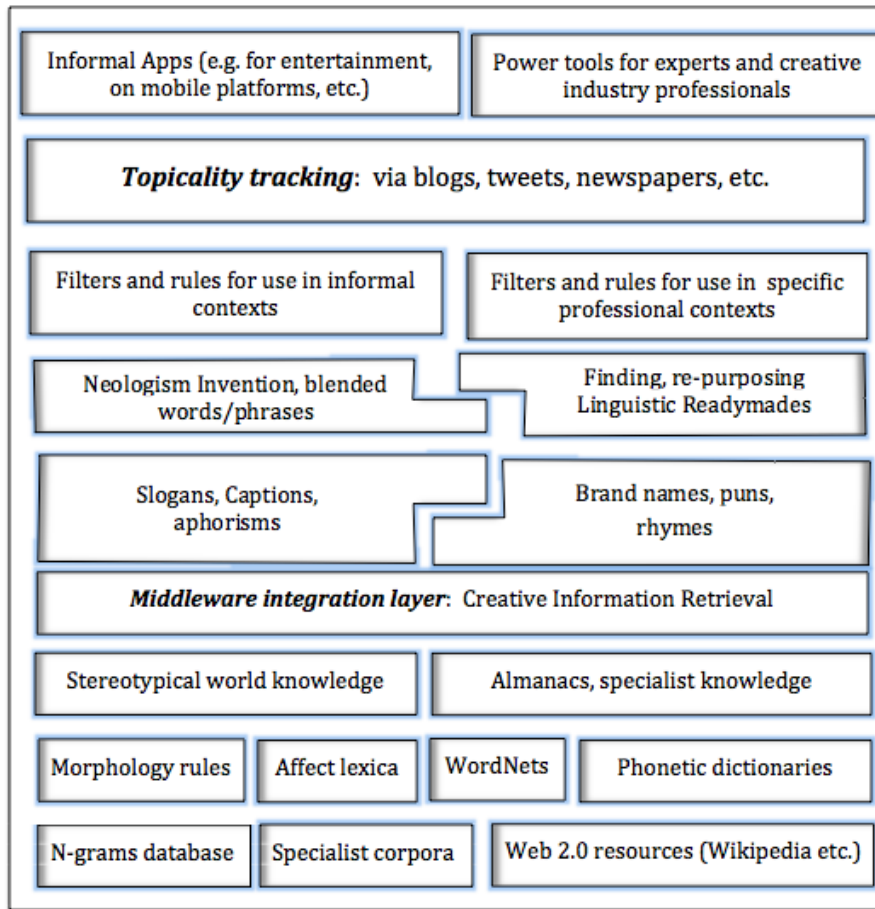 Informal Apps (e.g. for entertainment,
on mobile platforms, etc.)
Power tools for experts and creative
industry professionals
Topicality tracking: via blogs, tweets, newspapers, etc.
Filters and rules for use in informal
contexts
Filters and rules for use in specific
professional contexts
Neologism Invention, blended
words/phrases
Finding, re-purposing
Linguistic Readymades
Slogans, Captions,
aphorisms
Brand names, puns,
rhymes
Middleware integration layer: Creative Information Retrieval
Stereotypical world knowledge
Almanacs, specialist knowledge
Morphology rules
Affect lexica
WordNets
Phonetic dictionaries
N-grams database
Specialist corpora
Web 2.0 resources (Wikipedia etc.)